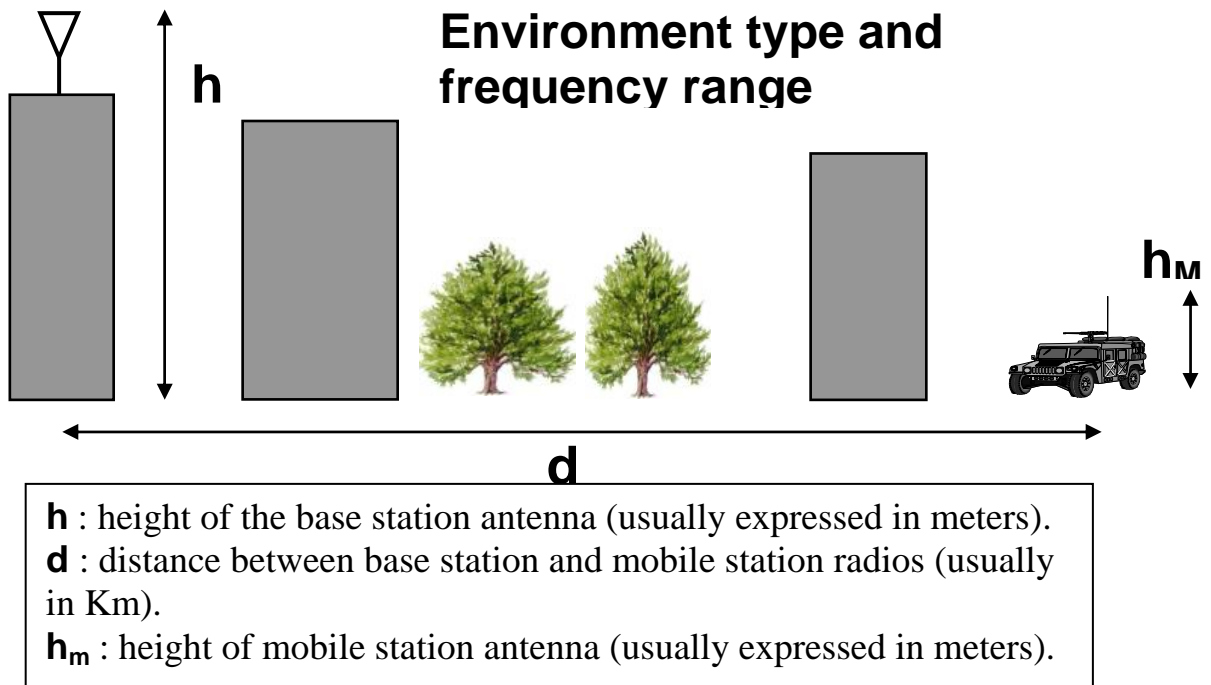 Environment type and
frequency range
h
hM
d
h : height of the base station antenna (usually expressed in meters).
d : distance between base station and mobile station radios (usually
in Km).
hm : height of mobile station antenna (usually expressed in meters).